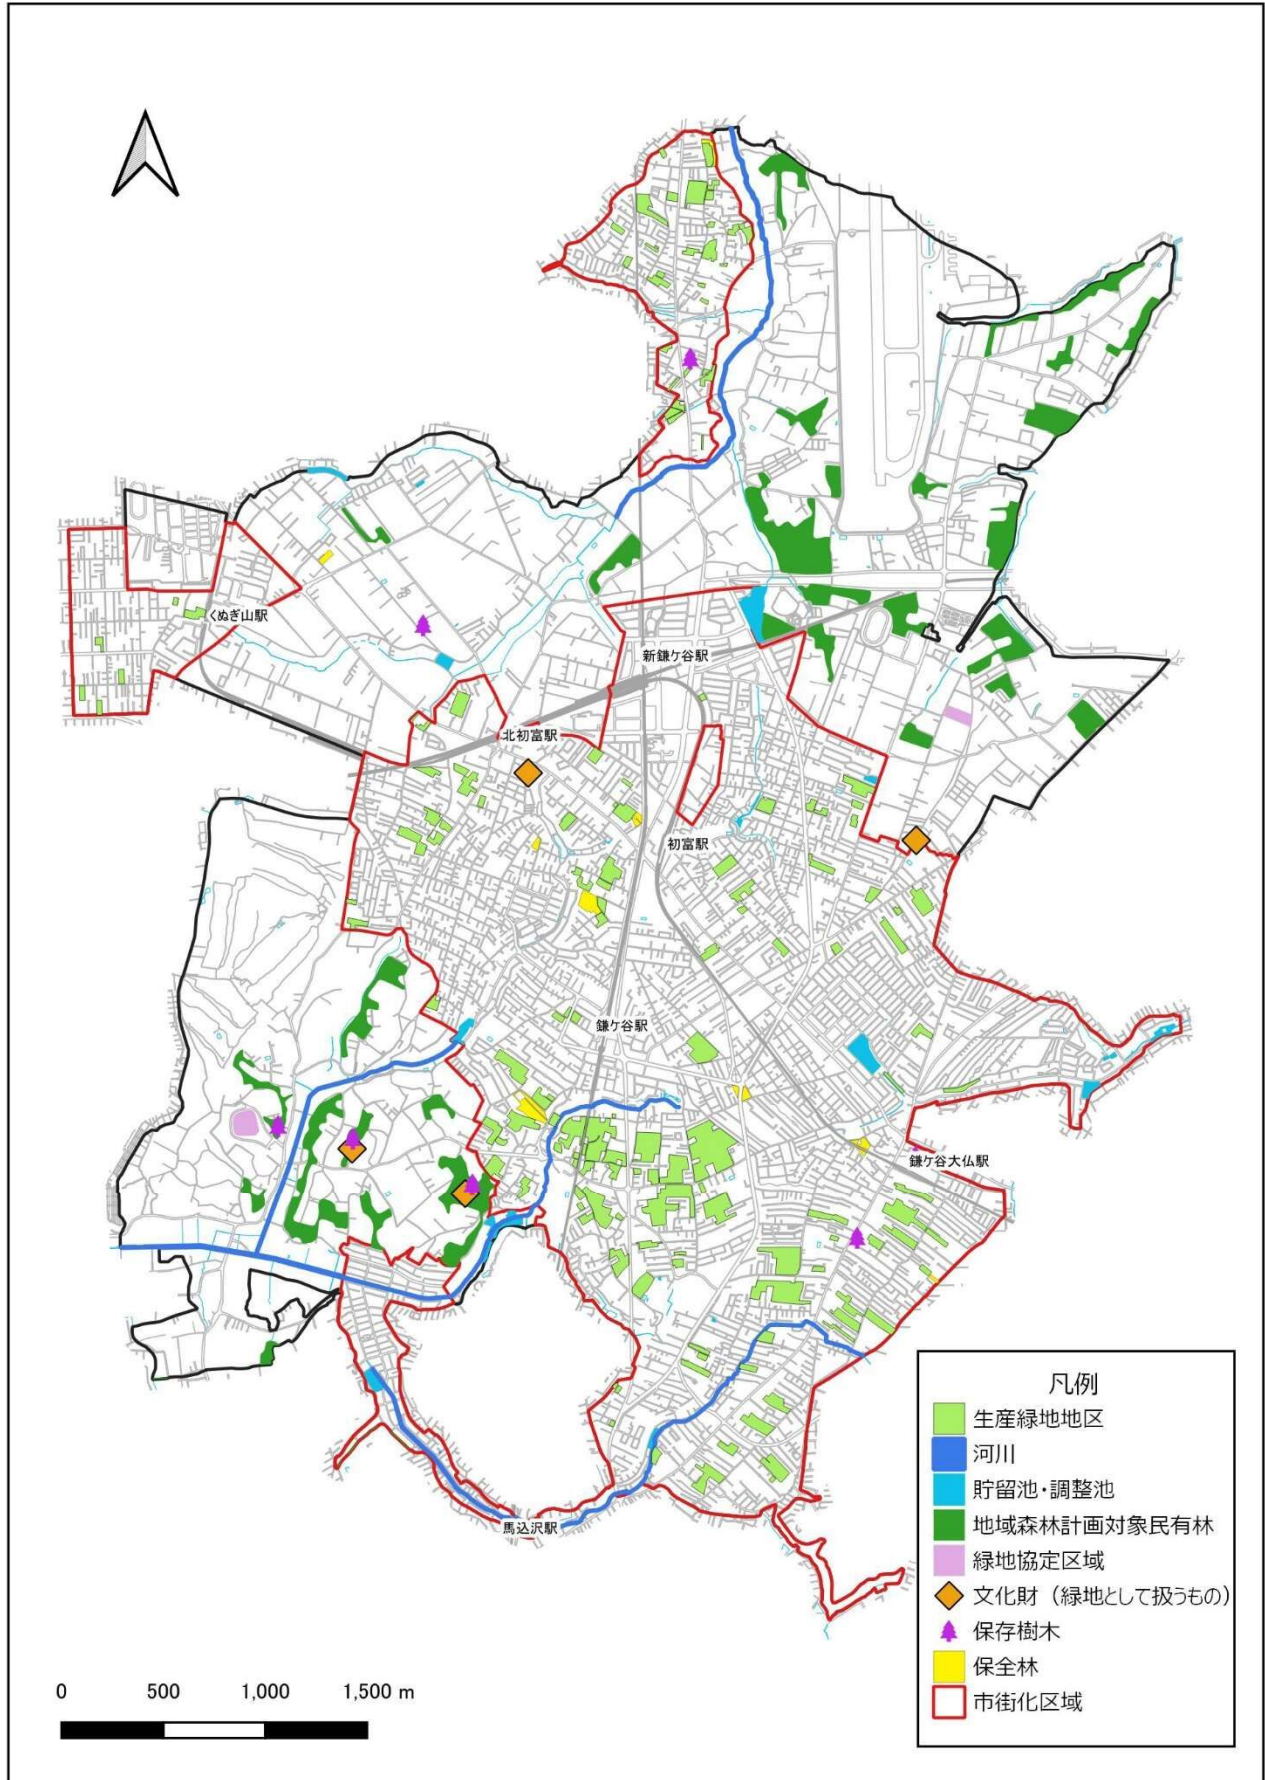 くぬぎ山駅
新鎌ケ谷駅
北初富駅
初富駅
鎌ケ谷駅
鎌ケ谷大仏駅
馬込沢駅
凡例
生産緑地地区
河川
貯留池・調整池
地域森林計画対象民有林
緑地協定区域
文化財（緑地として扱うもの）
保存樹木
保全林
市街化区域
0 500 1,000 1,500 m